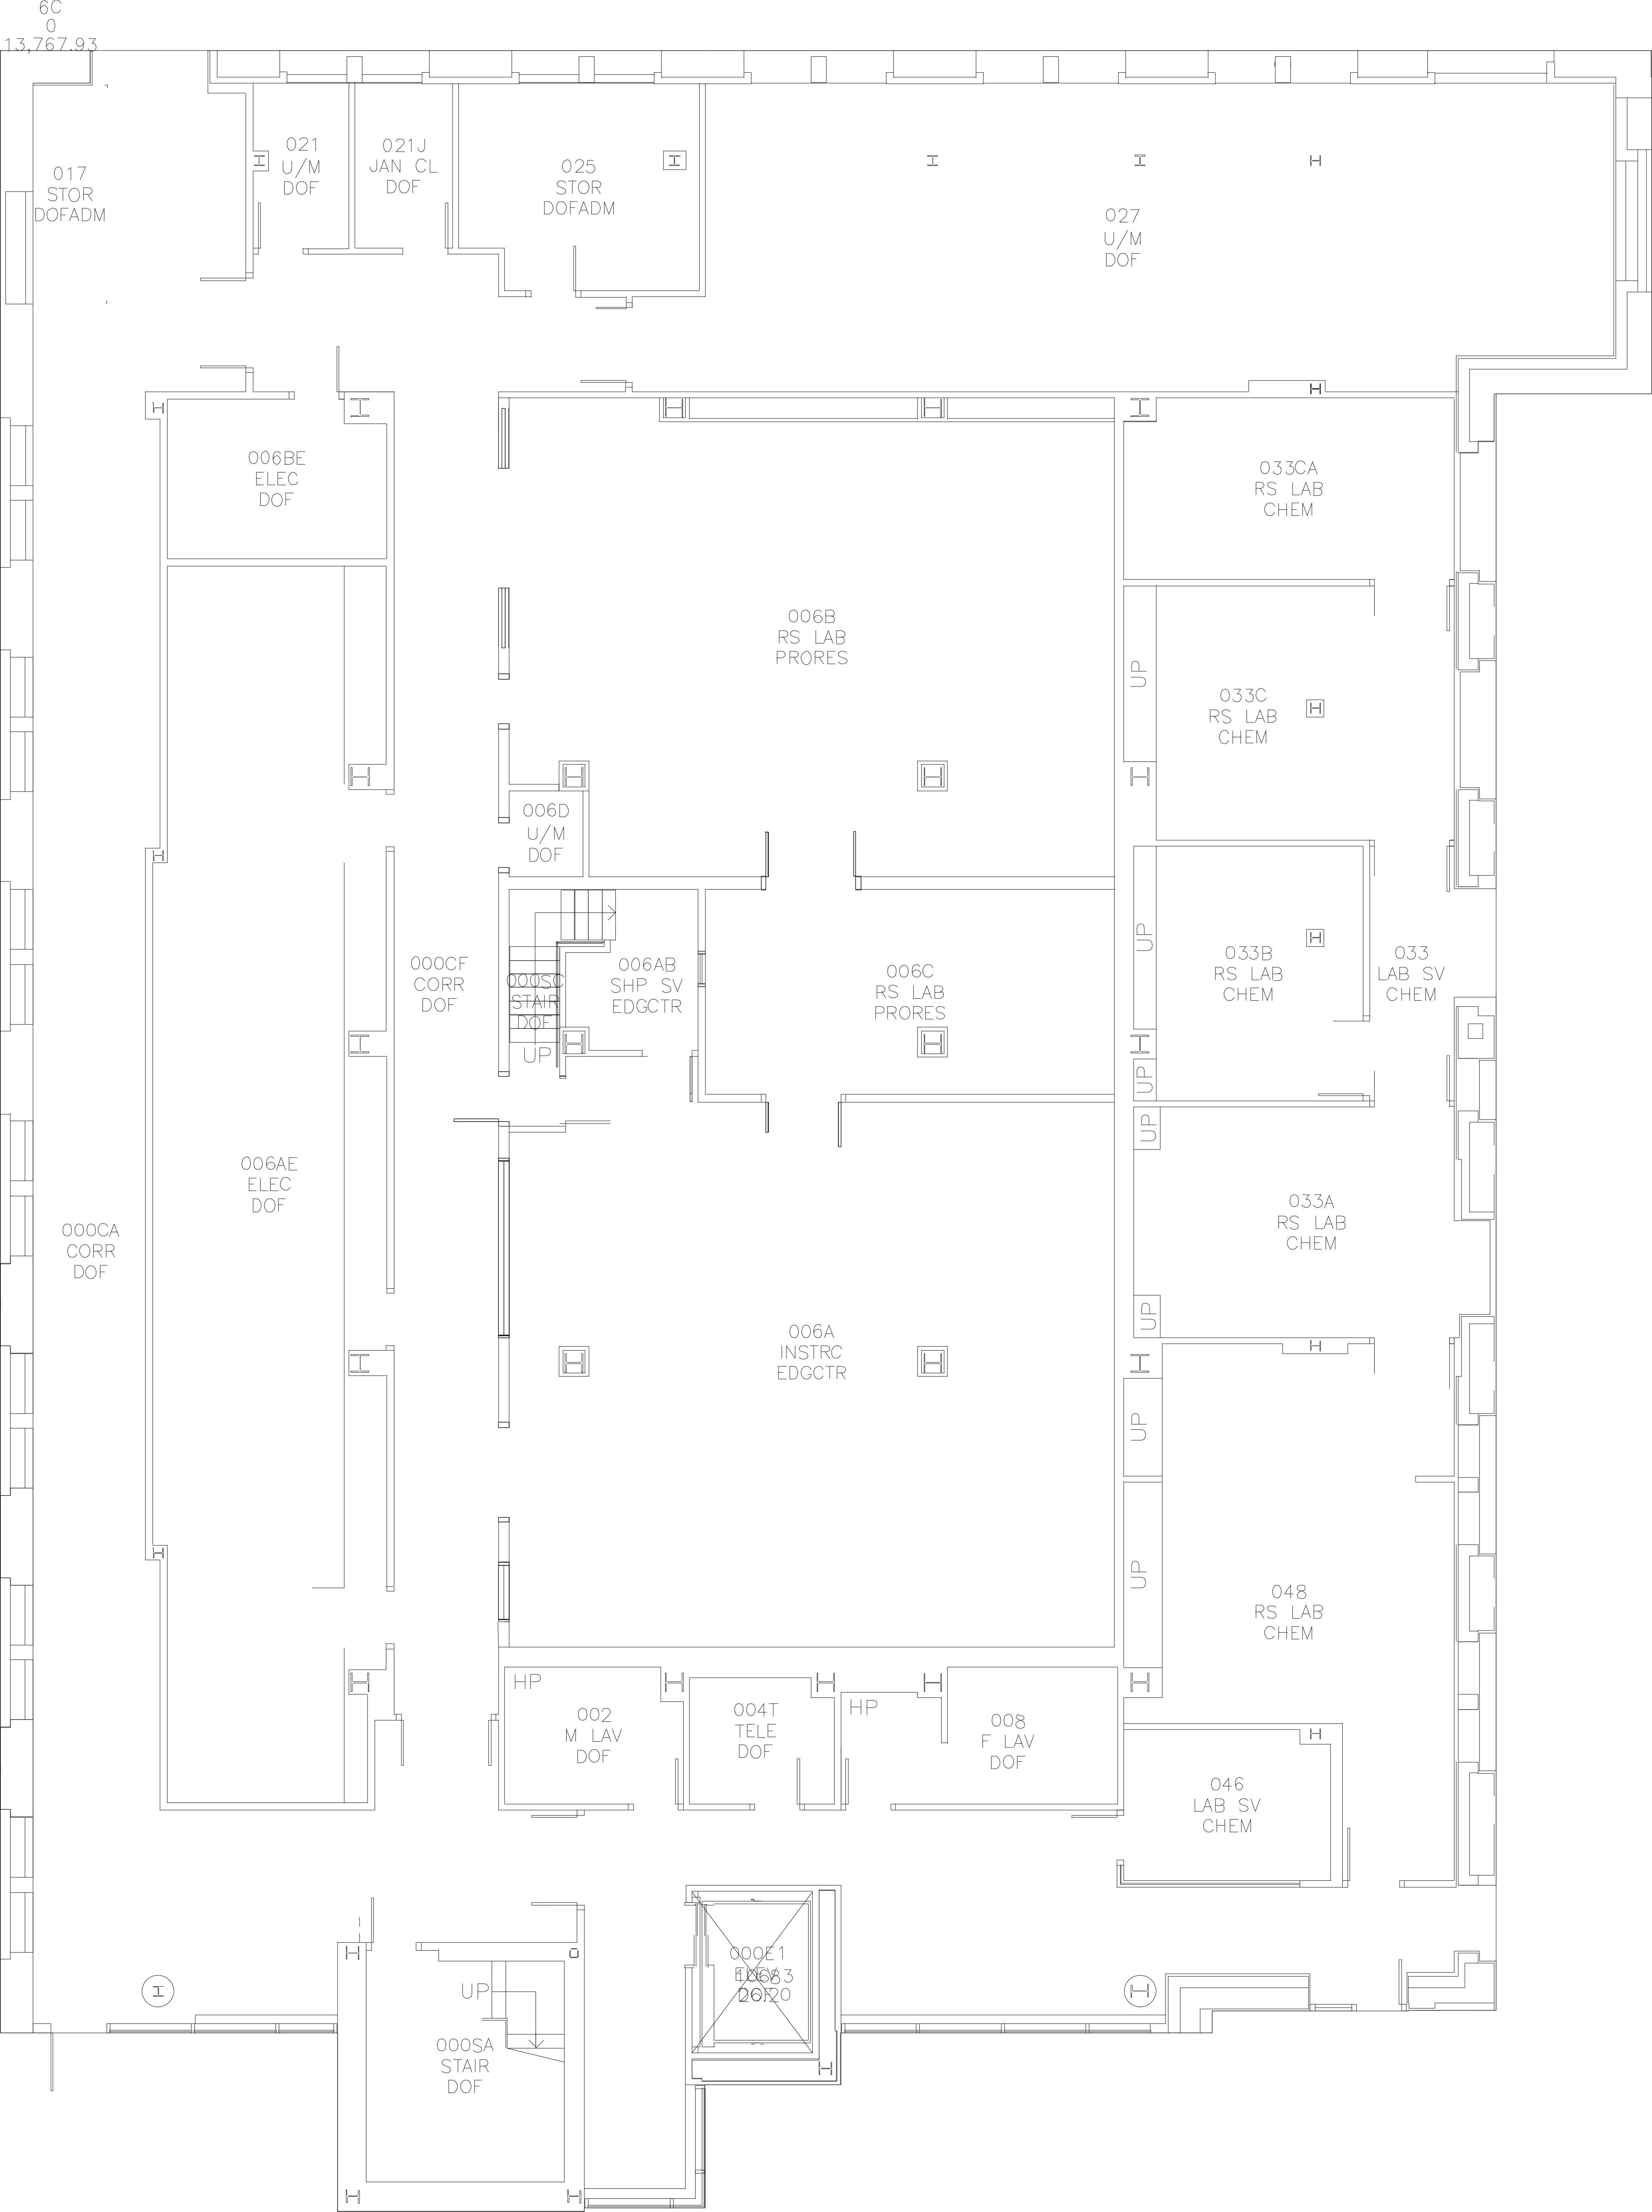 6C
0
13,767.93
017
STOR
DOFADM
021
U/M
DOF
021J
JAN CL
DOF
025
STOR
DOFADM
027
U/M
DOF
006BE
ELEC
DOF
033CA
RS LAB
CHEM
006B
RS LAB
PRORES
UP
033C
RS LAB
CHEM
006D
U/M
DOF
000CF
CORR
DOF
000SC
STAIR
DOF
UP
006AB
SHP SV
EDGCTR
006C
RS LAB
PRORES
UP
033B
RS LAB
CHEM
033
LAB SV
CHEM
UP
UP
006AE
ELEC
DOF
000CA
CORR
DOF
033A
RS LAB
CHEM
UP
006A
INSTRC
EDGCTR
UP
UP
048
RS LAB
CHEM
HP
002
M LAV
DOF
004T
TELE
DOF
HP
008
F LAV
DOF
046
LAB SV
CHEM
000E1
UP
000SA
STAIR
DOF